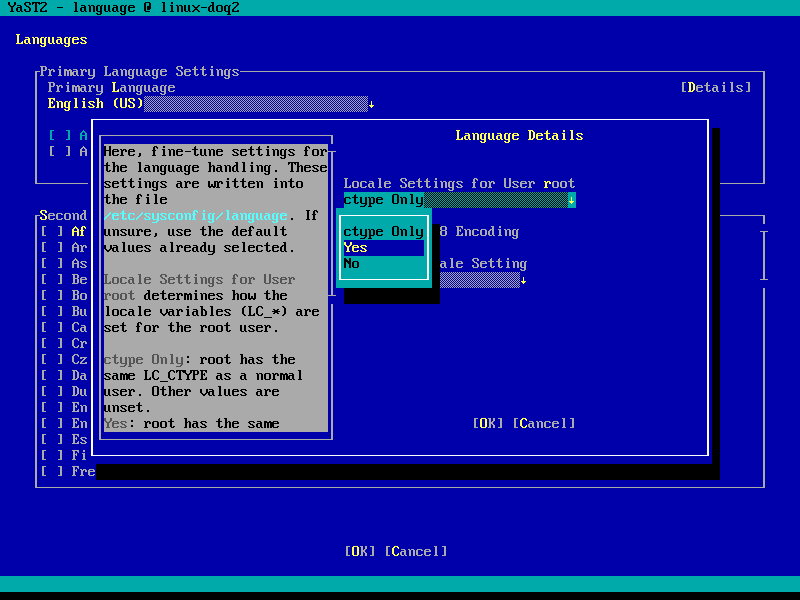 YaST2 - language @ linux-doq2
Languages
Primary Language Settings
Primary Language
[Details]
English (US)
[ ] A
[ ] A
Language Details
Here, fine-tune settings for
the language handling. These
settings are written into
the file
/etc/sysconfig/language. If
unsure, use the default
values already selected.
Locale Settings for User
root determines how the
locale variables (LC_*) are
set for the root user.
ctype Only: root has the
same LC_CTYPE as a normal
user. Other values are
unset.
Yes: root has the same
Locale Settings for User root
ctype Only
ctype Only
Yes
No
8 Encoding
ale Setting
[OK] [Cancel]
Second
[ ] Af
[ ] Ar
[ ] As
[ ] Be
[ ] Bo
[ ] Bu
[ ] Ca
[ ] Cr
[ ] Cz
[ ] Da
[ ] Du
[ ] En
[ ] En
[ ] Es
[ ] Fi
[ ] Fre
[OK] [Cancel]